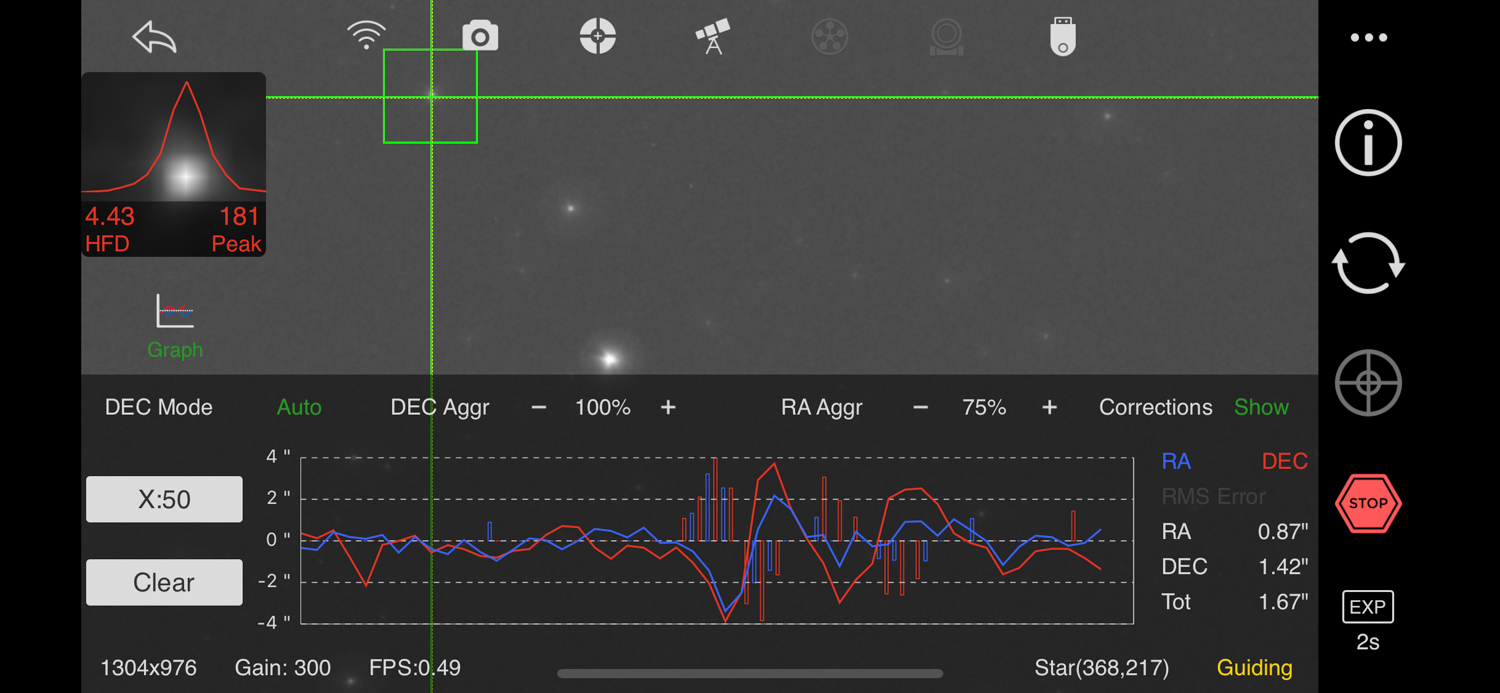 4.43 181
HFD Peak
Graph
DEC Mode Auto DEC Aggr − 100% + RA Aggr − 75% + Corrections Show
4 "
2 "
0 "
-2 "
-4 "
X:50
Clear
RA DEC
RMS Error
RA 0.87"
DEC 1.42"
Tot 1.67"
1304x976 Gain: 300 FPS:0.49 Star(368,217) Guiding
STOP
EXP
2s